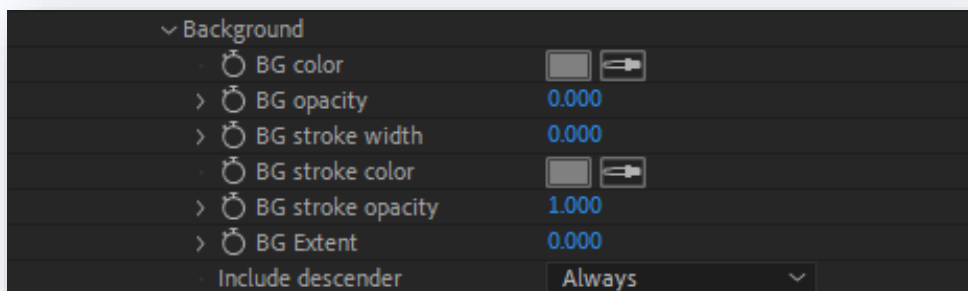 Background
BG color
BG opacity 0.000
BG stroke width 0.000
BG stroke color
BG stroke opacity 1.000
BG Extent 0.000
Include descender Always